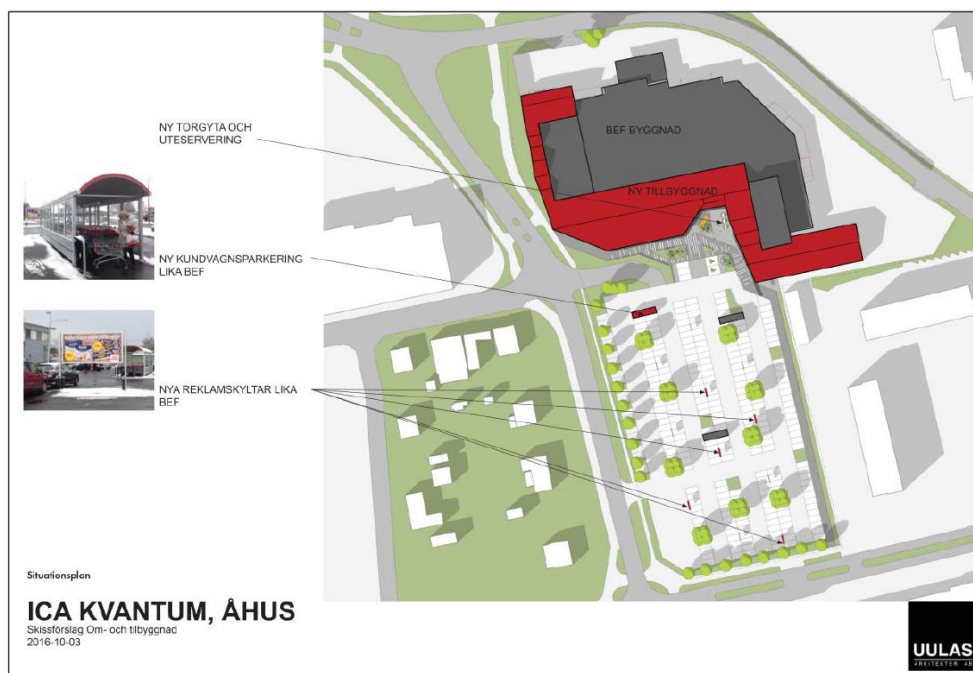 NY TORGYTA OCH
UTESERVERING
BEF BYGGNAD
NY TILLBYGGNAD
NY KUNDVAGNSPARKERING
LIKA BEF
NYA REKLAMSKYLTAR LIKA
BEF
Situationsplan
ICA KVANTUM, ÅHUS
Skissförslag Om- och tilbyggnad
2016-10-03
UULAS
ARKITEKTER AB